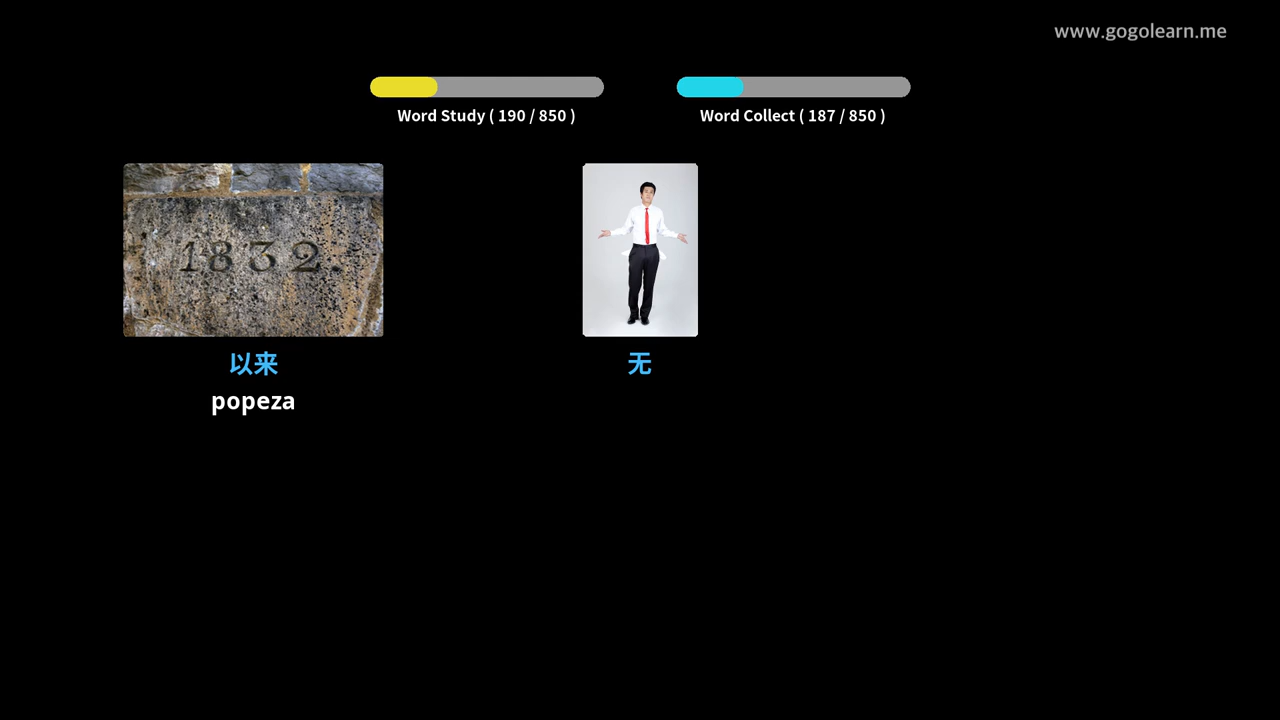 www.gogolearn.me
Word Study ( 190 / 850 )
Word Collect ( 187 / 850 )
1832.
以来
popeza
无